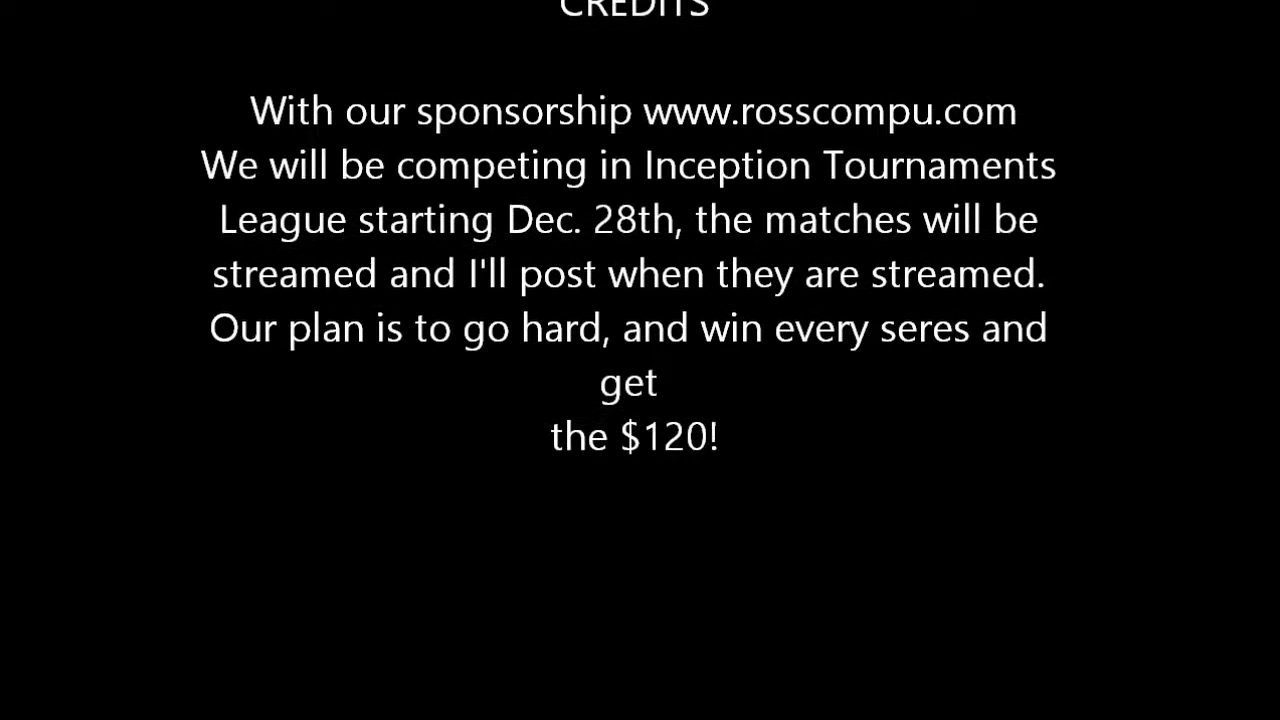 CREDITS
With our sponsorship www.rosscompu.com
We will be competing in Inception Tournaments
League starting Dec. 28th, the matches will be
streamed and I'll post when they are streamed.
Our plan is to go hard, and win every seres and
get
the $120!